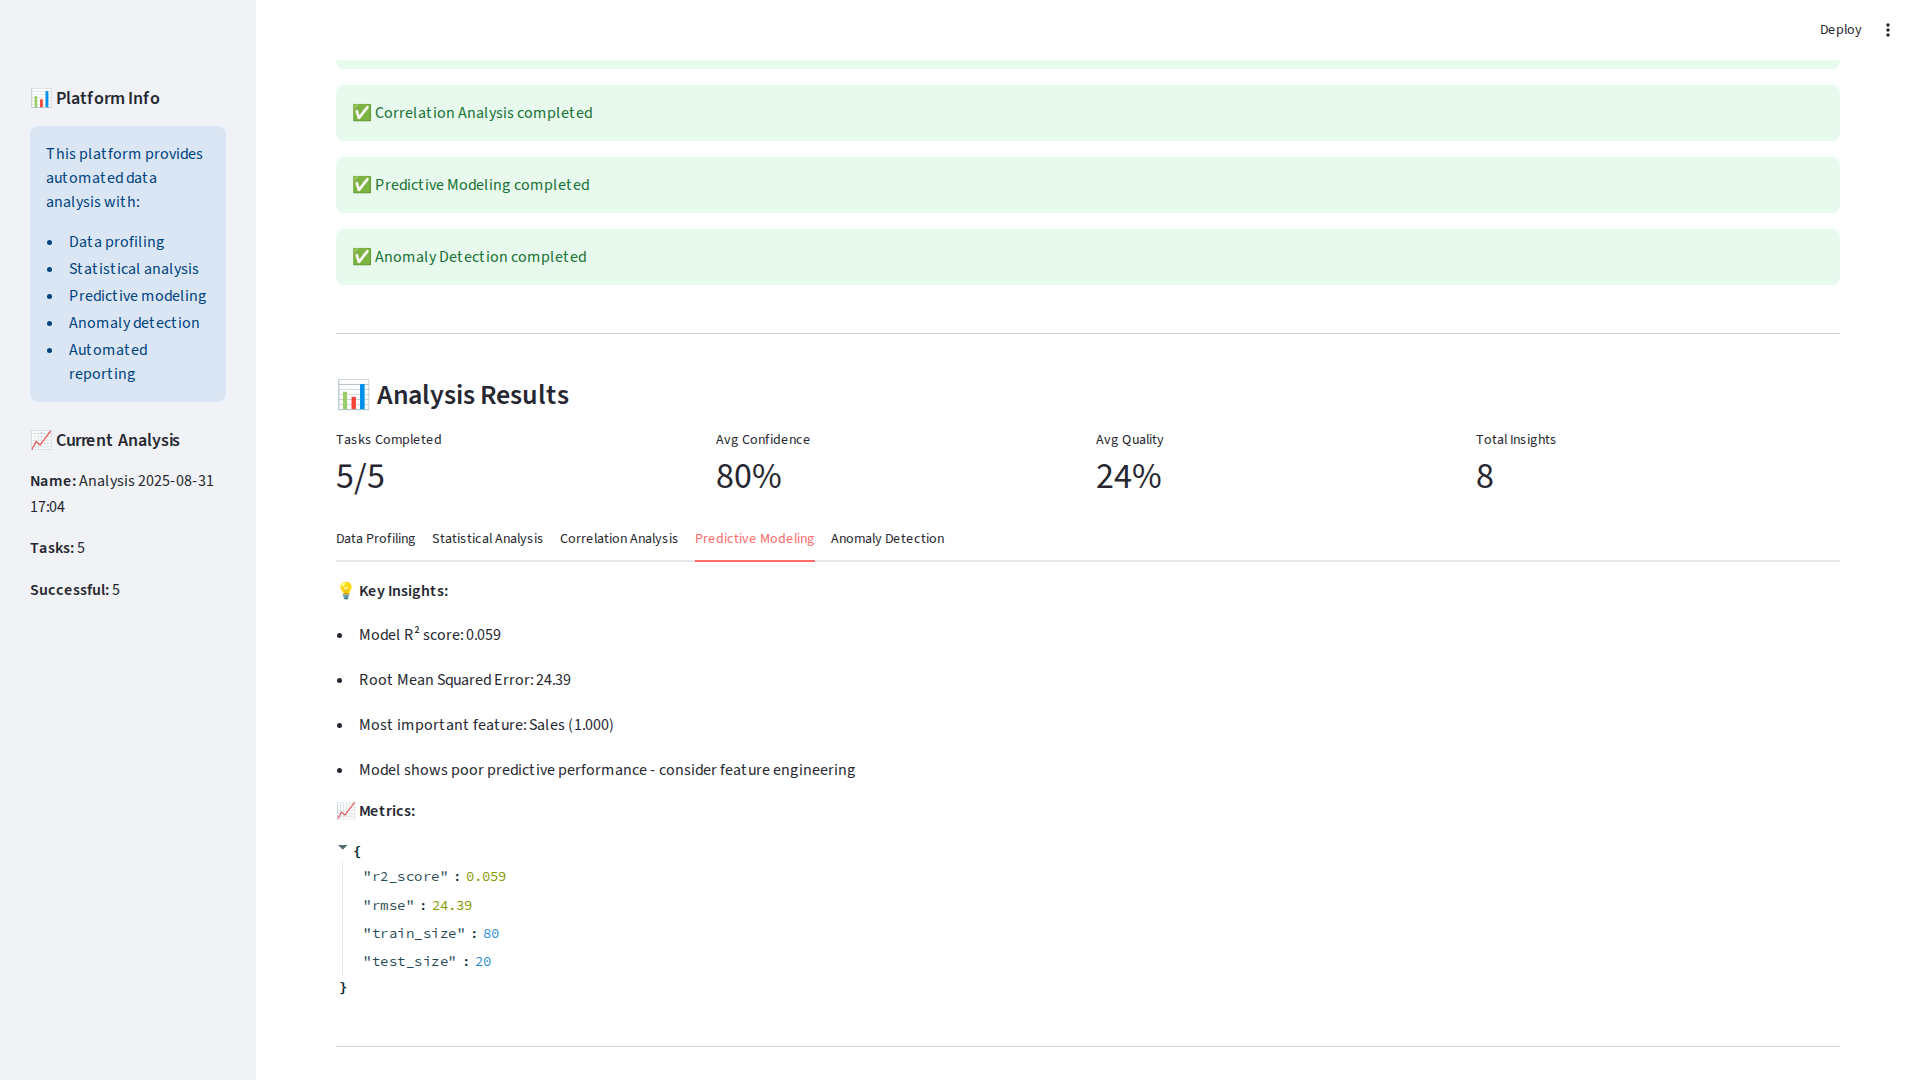 Deploy
📊 Platform Info
This platform provides
automated data
analysis with:
• Data profiling
• Statistical analysis
• Predictive modeling
• Anomaly detection
• Automated
reporting
📈 Current Analysis
Name: Analysis 2025-08-31
17:04
Tasks: 5
Successful: 5
✅ Correlation Analysis completed
✅ Predictive Modeling completed
✅ Anomaly Detection completed
📊 Analysis Results
Tasks Completed Avg Confidence Avg Quality Total Insights
5/5 80% 24% 8
Data Profiling Statistical Analysis Correlation Analysis Predictive Modeling Anomaly Detection
💡 Key Insights:
• Model R² score: 0.059
• Root Mean Squared Error: 24.39
• Most important feature: Sales (1.000)
• Model shows poor predictive performance - consider feature engineering
📈 Metrics:
{
"r2_score" : 0.059
"rmse" : 24.39
"train_size" : 80
"test_size" : 20
}